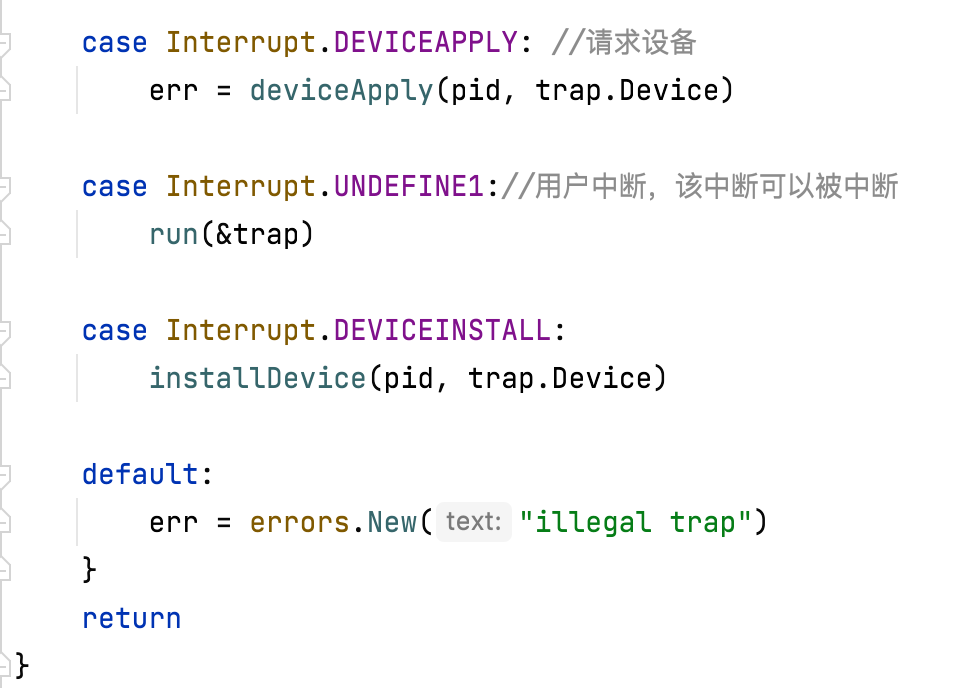 case Interrupt.DEVICEAPPLY: //请求设备
err = deviceApply(pid, trap.Device)
case Interrupt.UNDEFINE1://用户中断，该中断可以被中断
run(&trap)
case Interrupt.DEVICEINSTALL:
installDevice(pid, trap.Device)
default:
err = errors.New( text: "illegal trap")
}
return
}